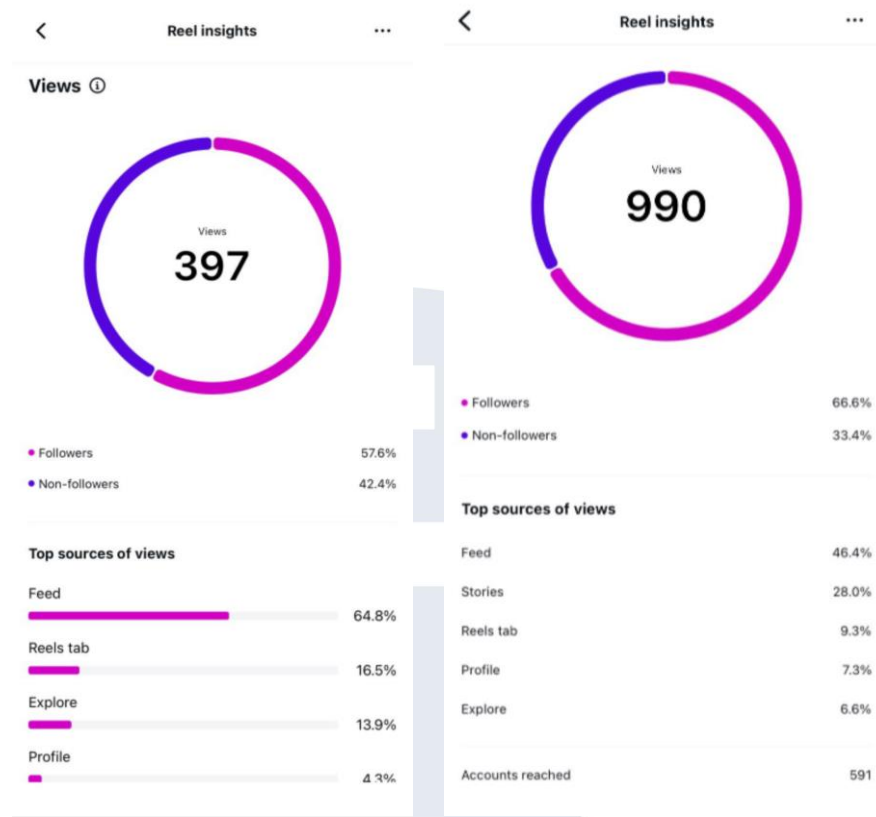 Reel insights
Views
Views
397
Followers 57.6%
Non-followers 42.4%
Top sources of views
Feed
64.8%
Reels tab
16.5%
Explore
13.9%
Profile
4.3%
Reel insights
Views
990
Followers 66.6%
Non-followers 33.4%
Top sources of views
Feed 46.4%
Stories 28.0%
Reels tab 9.3%
Profile 7.3%
Explore 6.6%
Accounts reached 591